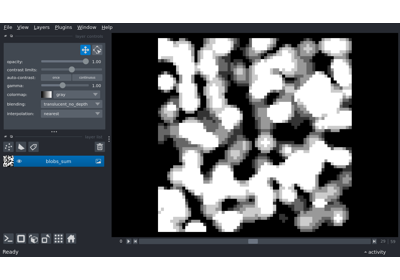 File View Layers Plugins Window Help
opacity: 1.00
contrast limits:
auto-contrast: once continuous
gamma: 1.00
colormap: gray
blending: translucent_no_depth
interpolation: nearest
blobs_sum
Ready
activity